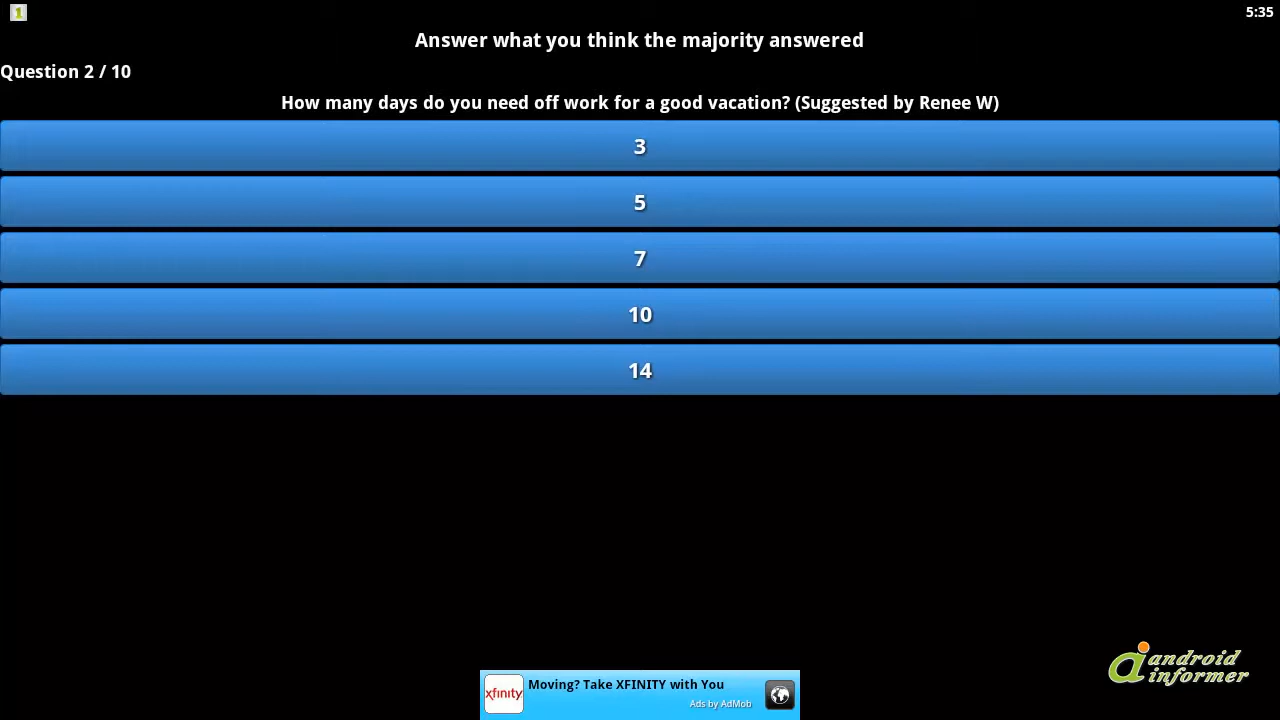 1
5:35
Answer what you think the majority answered
Question 2 / 10
How many days do you need off work for a good vacation? (Suggested by Renee W)
3
5
7
10
14
xfinity
Moving? Take XFINITY with You
Ads by AdMob
android
informer